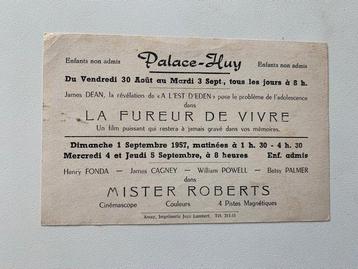 Enfants non admis Palace-Huy Enfants non admis
Du Vendredi 30 Août au Mardi 3 Sept., tous les jours à 8 h.
James DEAN, la révélation de «A L'EST D'EDEN» pose le problème de l'adolescence
dans
LA FUREUR DE VIVRE
Un film puissant qui restera à jamais gravé dans vos mémoires.
Dimanche 1 Septembre 1957, matinées à 1 h. 30 - 4 h. 30
Mercredi 4 et Jeudi 5 Septembre, à 8 heures Enf. admis
Henry FONDA — James CAGNEY — William POWELL — Betsy PALMER
dans
MISTER ROBERTS
Cinémascope Couleurs 4 Pistes Magnétiques
Imprimerie Jean Lambert. Tél.